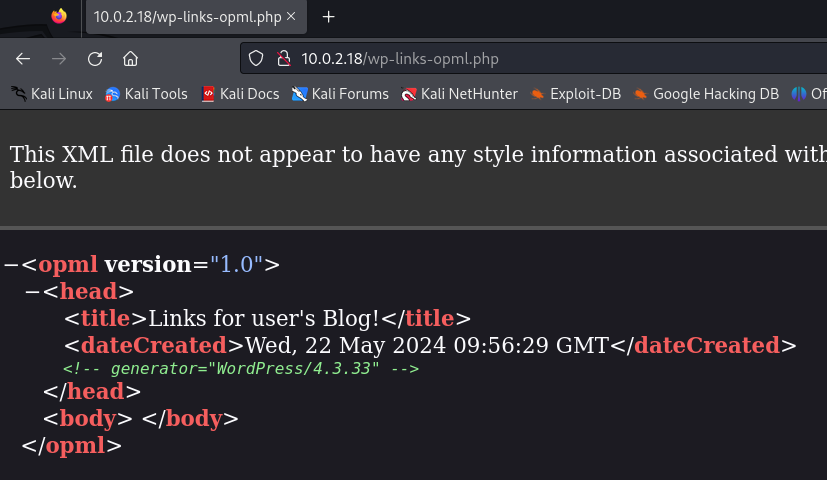 10.0.2.18/wp-links-opml.php ×
10.0.2.18/wp-links-opml.php
Kali Linux Kali Tools Kali Docs Kali Forums Kali NetHunter Exploit-DB Google Hacking DB Of
This XML file does not appear to have any style information associated with
below.
−<opml version="1.0">
−<head>
<title>Links for user's Blog!</title>
<dateCreated>Wed, 22 May 2024 09:56:29 GMT</dateCreated>
<!-- generator="WordPress/4.3.33" -->
</head>
<body> </body>
</opml>